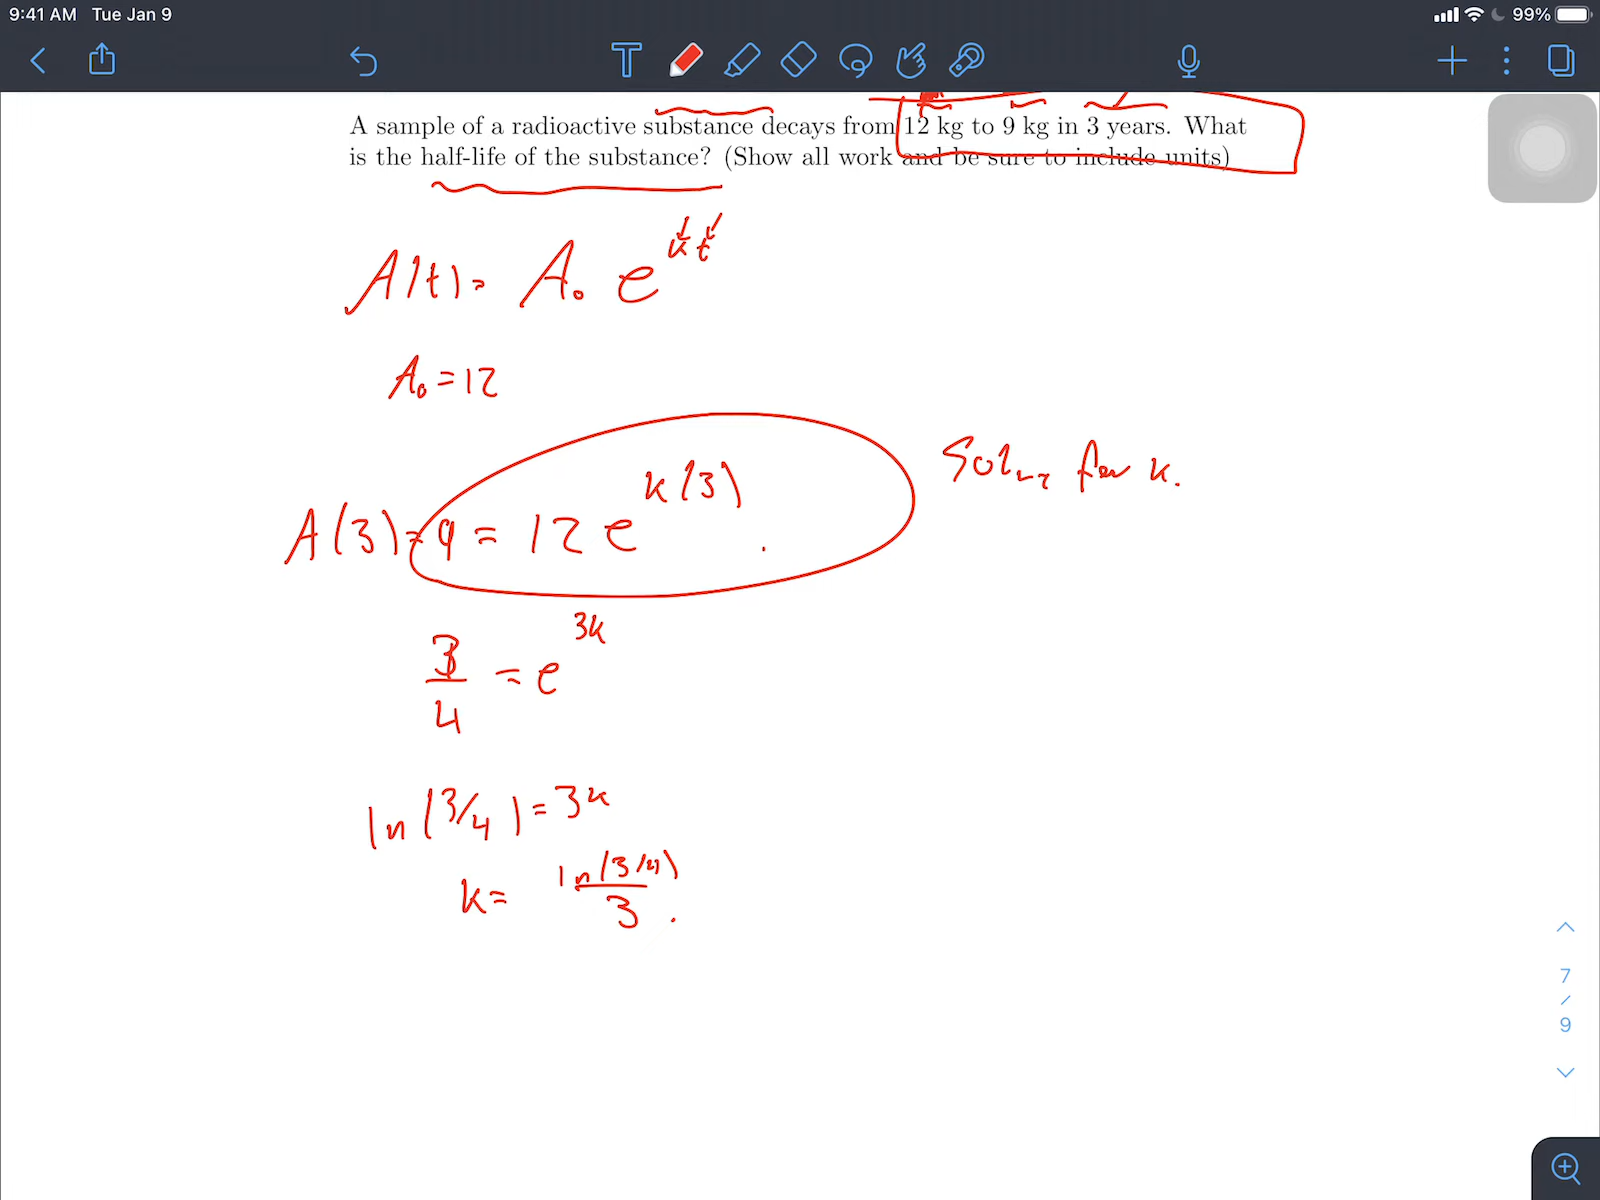 9:41 AM Tue Jan 9
99%
A sample of a radioactive substance decays from 12 kg to 9 kg in 3 years. What
is the half-life of the substance? (Show all work and be sure to include units)
A(t) = A₀ e^{kt}
A₀ = 12
A(3) = 9 = 12 e^{k(3)}.
Solve for k.
3/4 = e^{3k}
ln(3/4) = 3k
k = ln(3/4)/3.
7
/
9